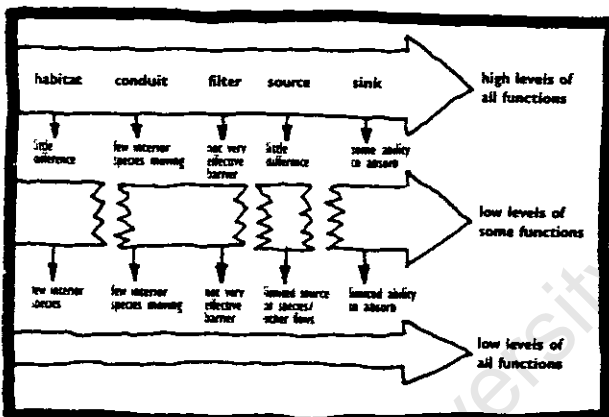 habitat conduit filter source sink
high levels of
all functions
little few interior not very little some ability
difference species moving effective difference to absorb
barrier
low levels of
some functions
few interior few interior not very limited source limited ability
species species moving effective of species/ to absorb
barrier other flows
low levels of
all functions
versity